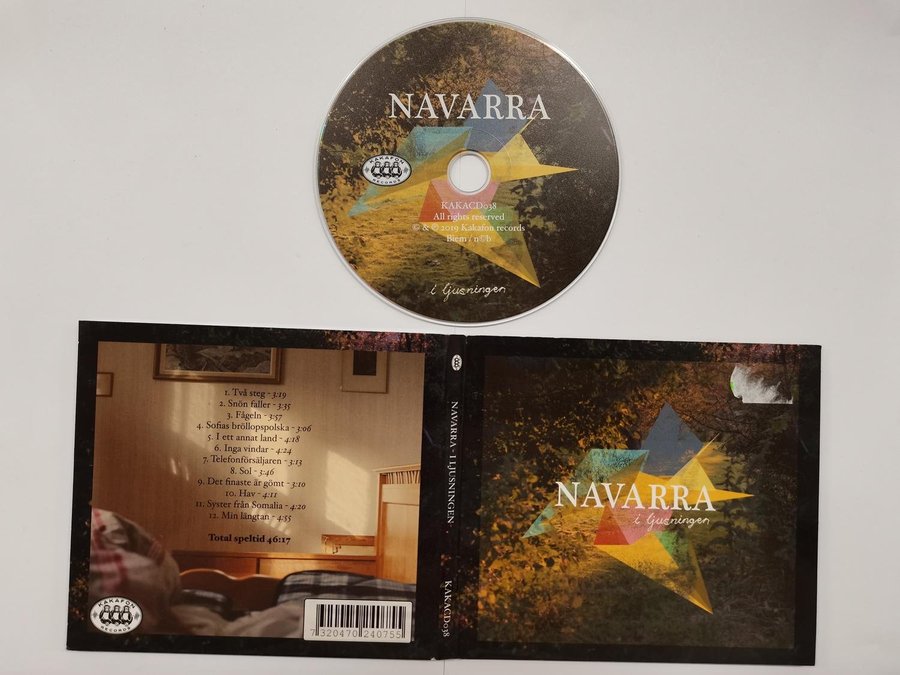 NAVARRA
KAKAFON
RECORDS
KAKACD038
All rights reserved
© & ℗ 2019 Kakafon records
Biem / n©b
i ljusningen
1. Två steg - 3:19
2. Snön faller - 3:35
3. Fågeln - 3:57
4. Sofias bröllopspolska - 3:06
5. I ett annat land - 4:18
6. Inga vindar - 4:24
7. Telefonförsäljaren - 3:13
8. Sol - 3:46
9. Det finaste är gömt - 3:10
10. Hav - 4:11
11. Syster från Somalia - 4:20
12. Min längtan - 4:55
Total speltid 46:17
KAKAFON
RECORDS
7 320470 240755
NAVARRA - I LJUSNINGEN
KAKACD038
NAVARRA
i ljusningen